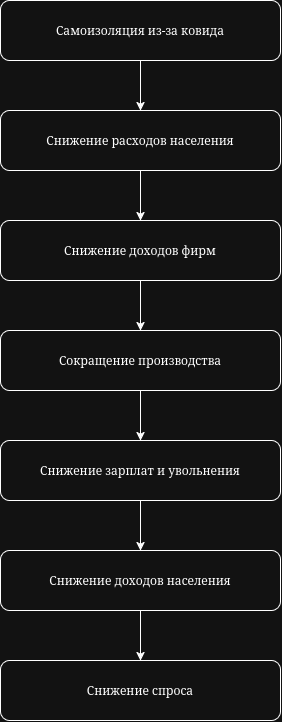 Самоизоляция из-за ковида
Снижение расходов населения
Снижение доходов фирм
Сокращение производства
Снижение зарплат и увольнения
Снижение доходов населения
Снижение спроса